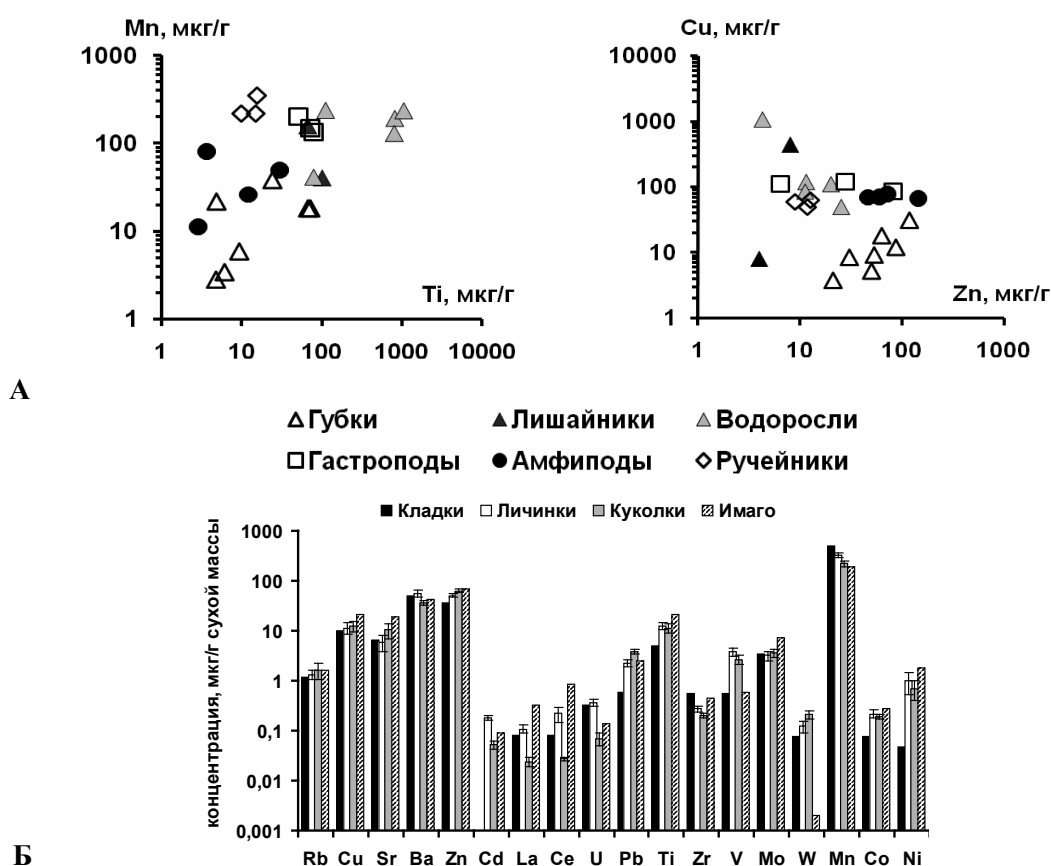 Mn, мкг/г
1000
100
10
1
Ti, мкг/г
1 10 100 1000 10000
Cu, мкг/г
10000
1000
100
10
1
Zn, мкг/г
1 10 100 1000
А
Губки Лишайники Водоросли
Гастроподы Амфиподы Ручейники
Кладки Личинки Куколки Имаго
концентрация, мкг/г сухой массы
1000
100
10
1
0,1
0,01
0,001
Rb Cu Sr Ba Zn Cd La Ce U Pb Ti Zr V Mo W Mn Co Ni
Б